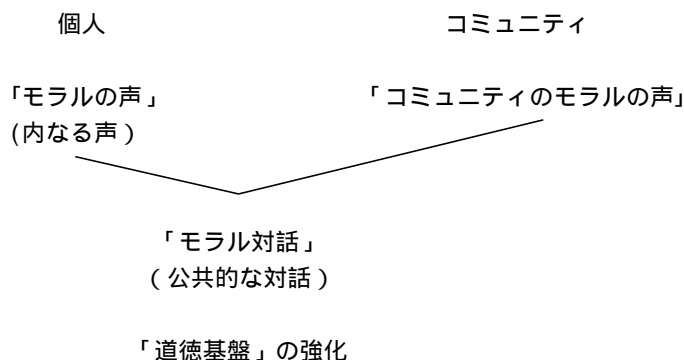 個人
コミュニティ
「モラルの声」
(内なる声)
「コミュニティのモラルの声」
「モラル対話」
(公共的な対話)
「道徳基盤」の強化